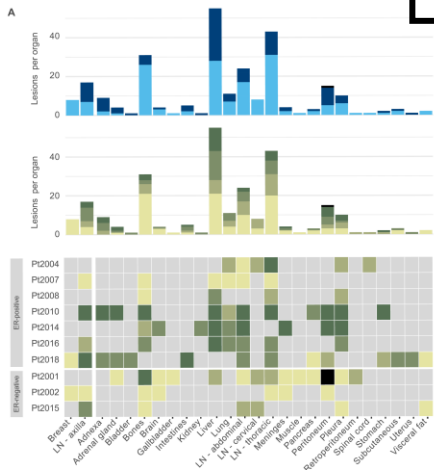 A
Lesions per organ
40
20
0
Lesions per organ
40
20
0
ER-positive
Pt2004
Pt2007
Pt2008
Pt2010
Pt2014
Pt2016
Pt2018
ER-negative
Pt2001
Pt2002
Pt2015
Breast
LN - axilla
Adnexa
Adrenal gland
Bladder
Bones
Brain
Gallbladder
Intestines
Kidney
Liver
Lung
LN - abdominal
LN - cervical
LN - thoracic
Meninges
Muscle
Pancreas
Peritoneum
Pleura
Retroperitoneum
Spinal cord
Stomach
Subcutaneous
Uterus
Visceral fat